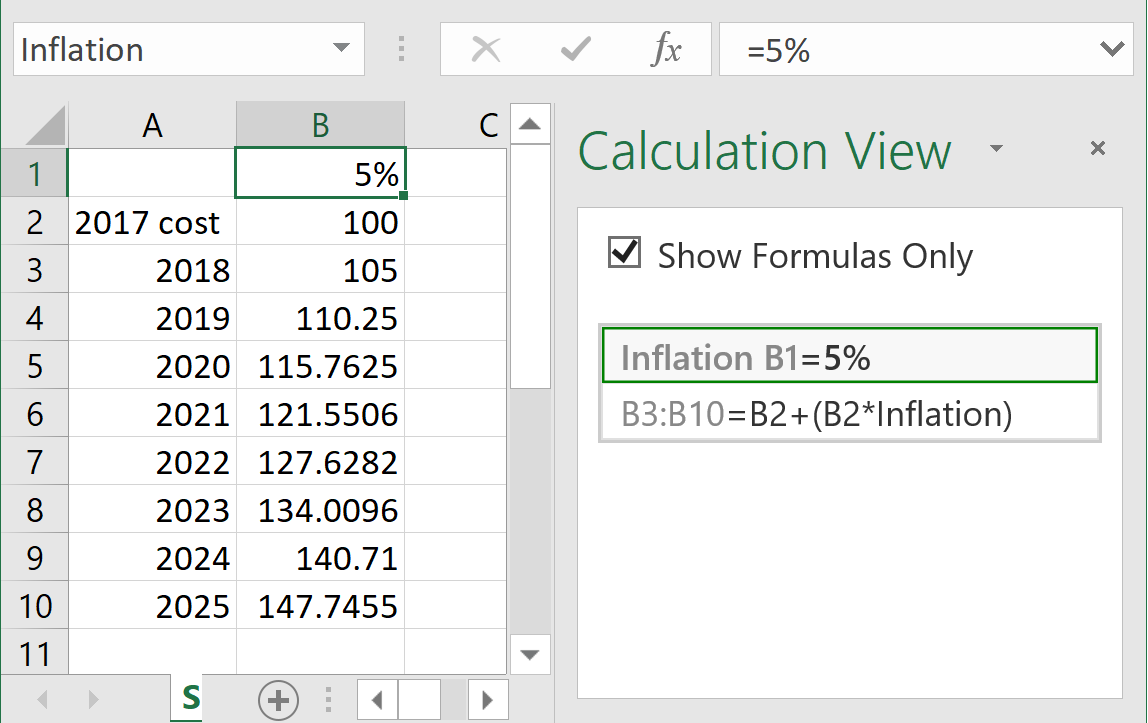 Inflation
fx
=5%
A B C
1 5%
2 2017 cost 100
3 2018 105
4 2019 110.25
5 2020 115.7625
6 2021 121.5506
7 2022 127.6282
8 2023 134.0096
9 2024 140.71
10 2025 147.7455
11
S
Calculation View
Show Formulas Only
Inflation B1=5%
B3:B10=B2+(B2*Inflation)